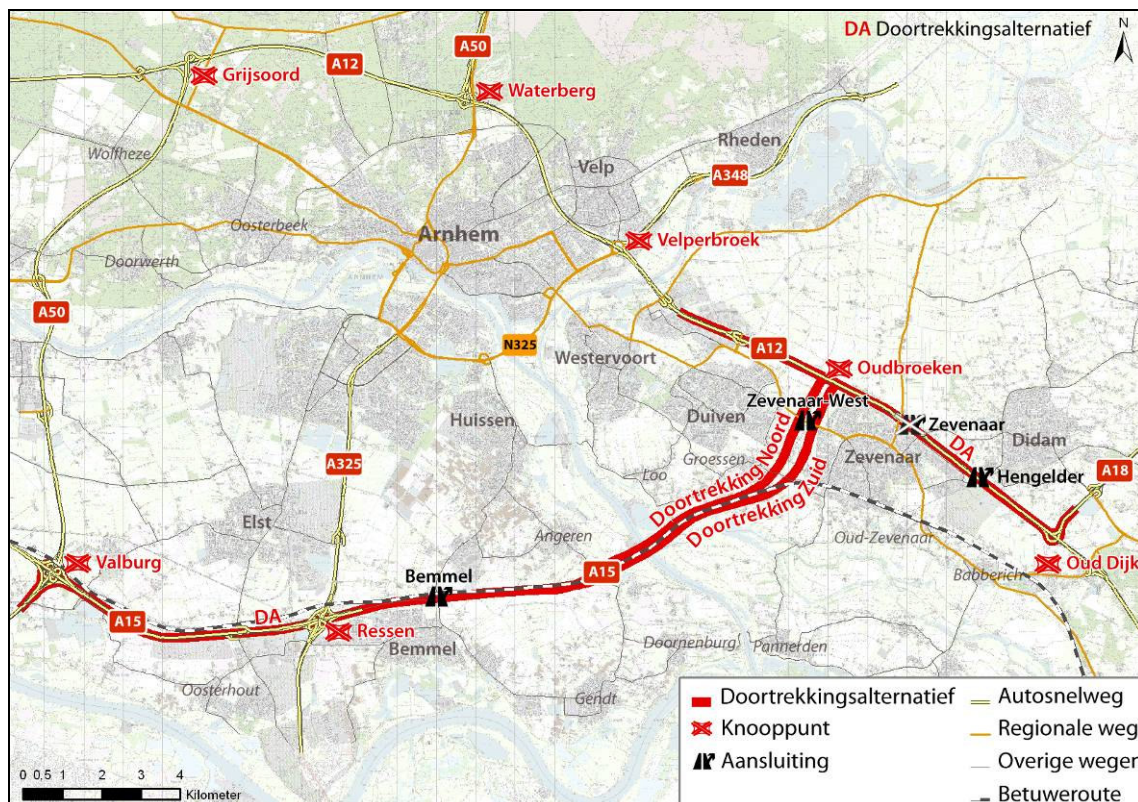 DA Doortrekkingsalternatief
N
A50
Grijsoord
A12
Waterberg
Rheden
Wolfheze
Velp
A348
Oosterbeek
Arnhem
Velperbroek
Doorwerth
A50
N325
Westervoort
A12
Oudbroeken
Zevenaar-West
Huissen
Duiven
Zevenaar
Didam
DA
Groessen
Zevenaar
A325
Loo
Hengelder
A18
Doortrekking Noord
Doortrekking Zuid
Elst
Angeren
Oud-Zevenaar
Valburg
Bemmel
A15
Babberich
Oud Dijk
DA
A15
Ressen
Bemmel
Doornenburg
Pannerden
Oosterhout
Gendt
Doortrekkingsalternatief
Knooppunt
Aansluiting
Autosnelweg
Regionale weg
Overige weger
Betuweroute
0 0,5 1 2 3 4
Kilometer